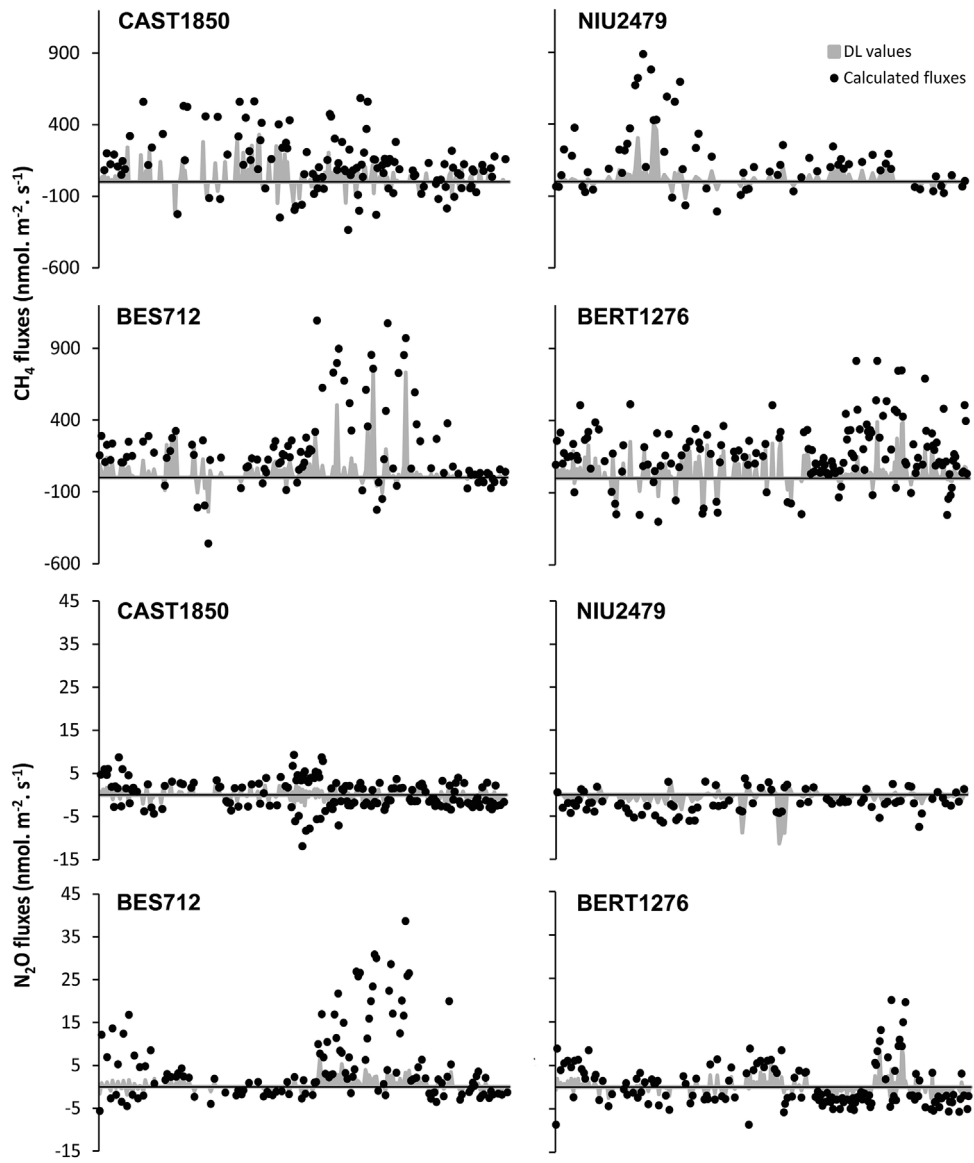 CAST1850
NIU2479
DL values
Calculated fluxes
900
400
-100
-600
CH4 fluxes (nmol. m-2. s-1)
BES712
BERT1276
900
400
-100
-600
CAST1850
NIU2479
45
35
25
15
5
-5
-15
N2O fluxes (nmol. m-2. s-1)
BES712
BERT1276
45
35
25
15
5
-5
-15